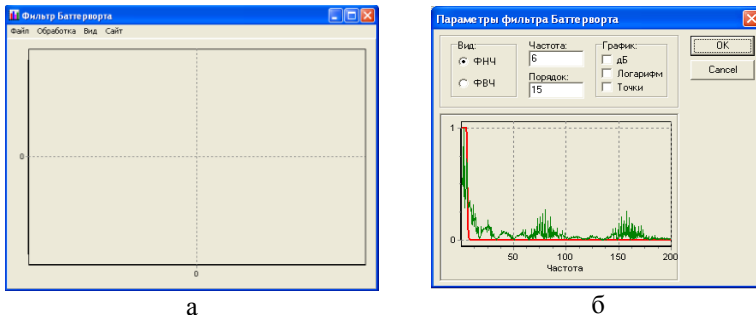 Фильтр Баттерворта
Файл Обработка Вид Сайт
0
0
а
Параметры фильтра Баттерворта
Вид:
ФНЧ
ФВЧ
Частота:
6
Порядок:
15
График:
дБ
Логарифм
Точки
OK
Cancel
1
0
50 100 150 200
Частота
б